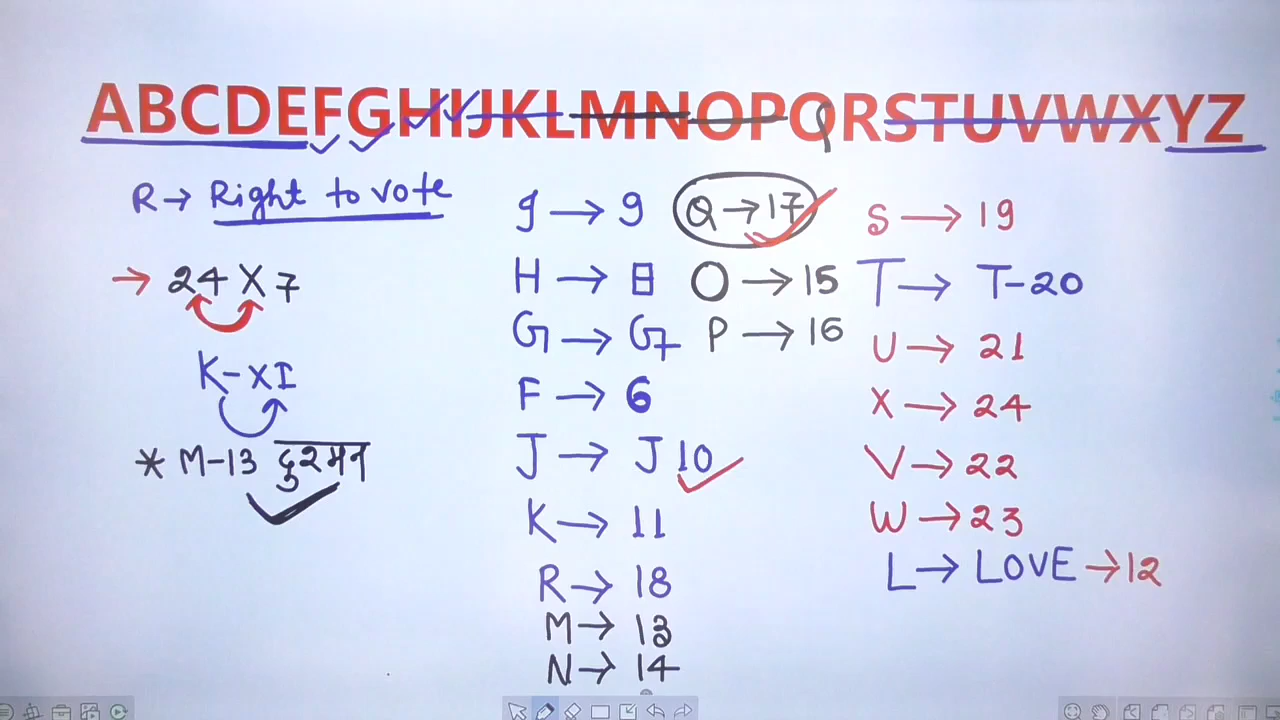 ABCDEFGHIJKLMNOPQRSTUVWXYZ
R → Right to vote
→ 24 X 7
K - XI
* M-13 दुश्मन
g → 9
H → 8
G → G7
F → 6
J → J 10
K → 11
R → 18
M → 13
N → 14
Q → 17
O → 15
P → 16
S → 19
T → T-20
U → 21
X → 24
V → 22
W → 23
L → LOVE → 12